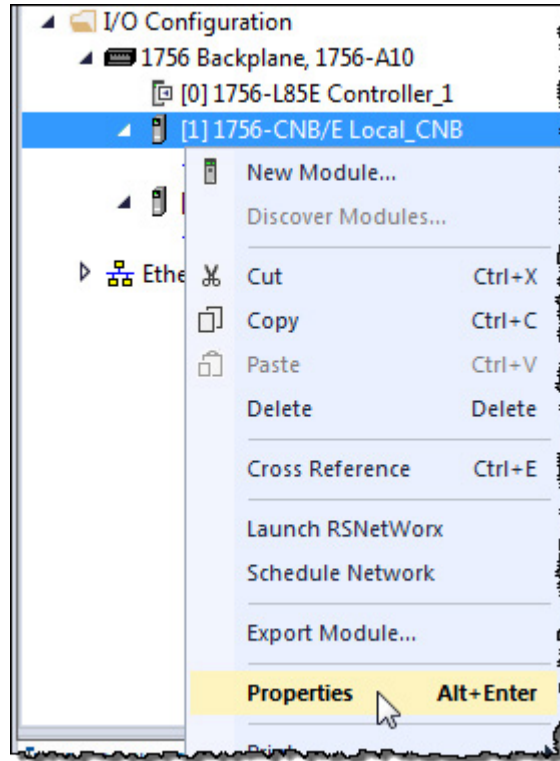 I/O Configuration
1756 Backplane, 1756-A10
[0] 1756-L85E Controller_1
[1] 1756-CNB/E Local_CNB
New Module...
Discover Modules...
Ethe
Cut Ctrl+X
Copy Ctrl+C
Paste Ctrl+V
Delete Delete
Cross Reference Ctrl+E
Launch RSNetWorx
Schedule Network
Export Module...
Properties Alt+Enter